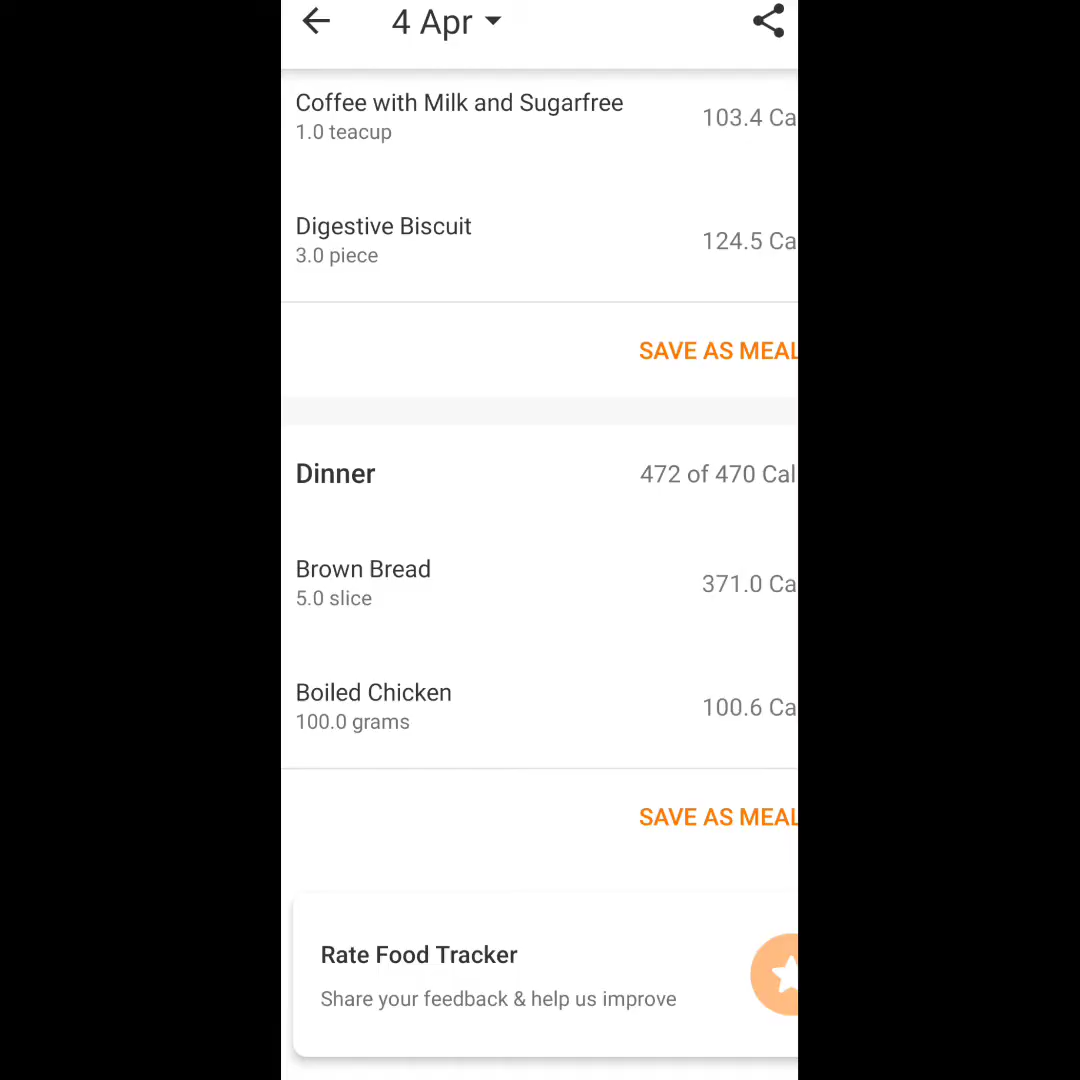 4 Apr
Coffee with Milk and Sugarfree
103.4 Ca
1.0 teacup
Digestive Biscuit
124.5 Ca
3.0 piece
SAVE AS MEAL
Dinner
472 of 470 Cal
Brown Bread
371.0 Ca
5.0 slice
Boiled Chicken
100.6 Ca
100.0 grams
SAVE AS MEAL
Rate Food Tracker
Share your feedback & help us improve